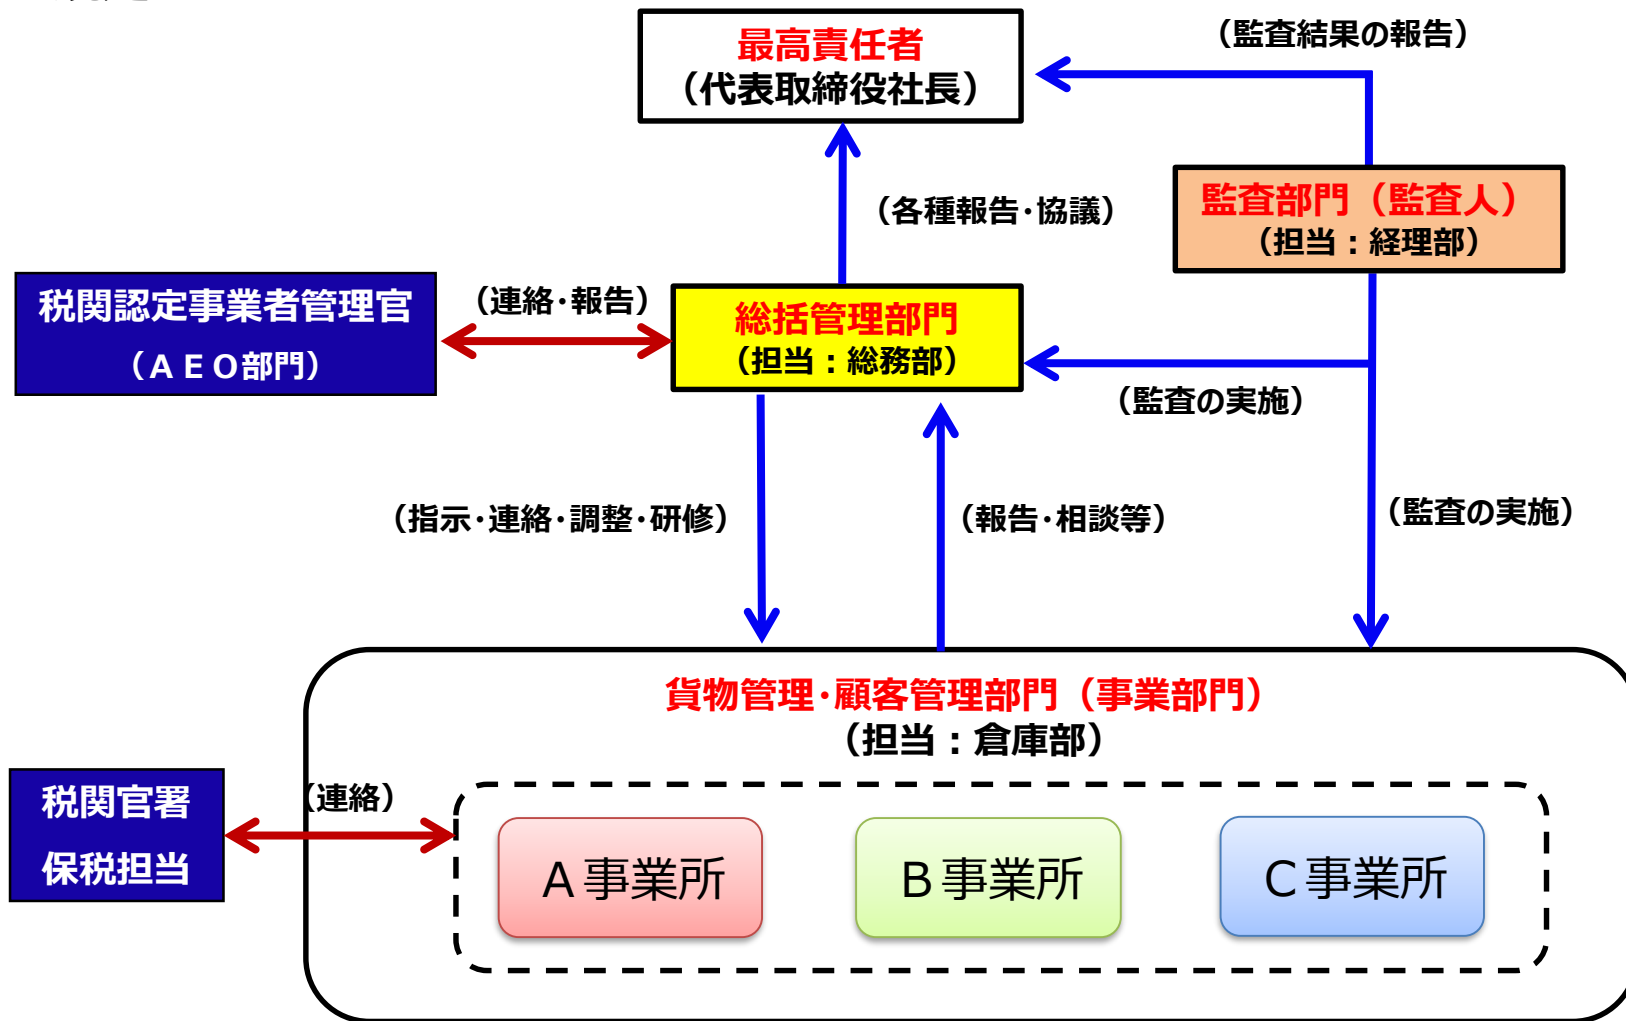 最高責任者
（代表取締役社長）
（監査結果の報告）
監査部門（監査人）
（担当：経理部）
（各種報告・協議）
税関認定事業者管理官
（ＡＥＯ部門）
（連絡・報告）
総括管理部門
（担当：総務部）
（監査の実施）
（指示・連絡・調整・研修）
（報告・相談等）
（監査の実施）
貨物管理・顧客管理部門（事業部門）
（担当：倉庫部）
税関官署
保税担当
（連絡）
Ａ事業所
Ｂ事業所
Ｃ事業所